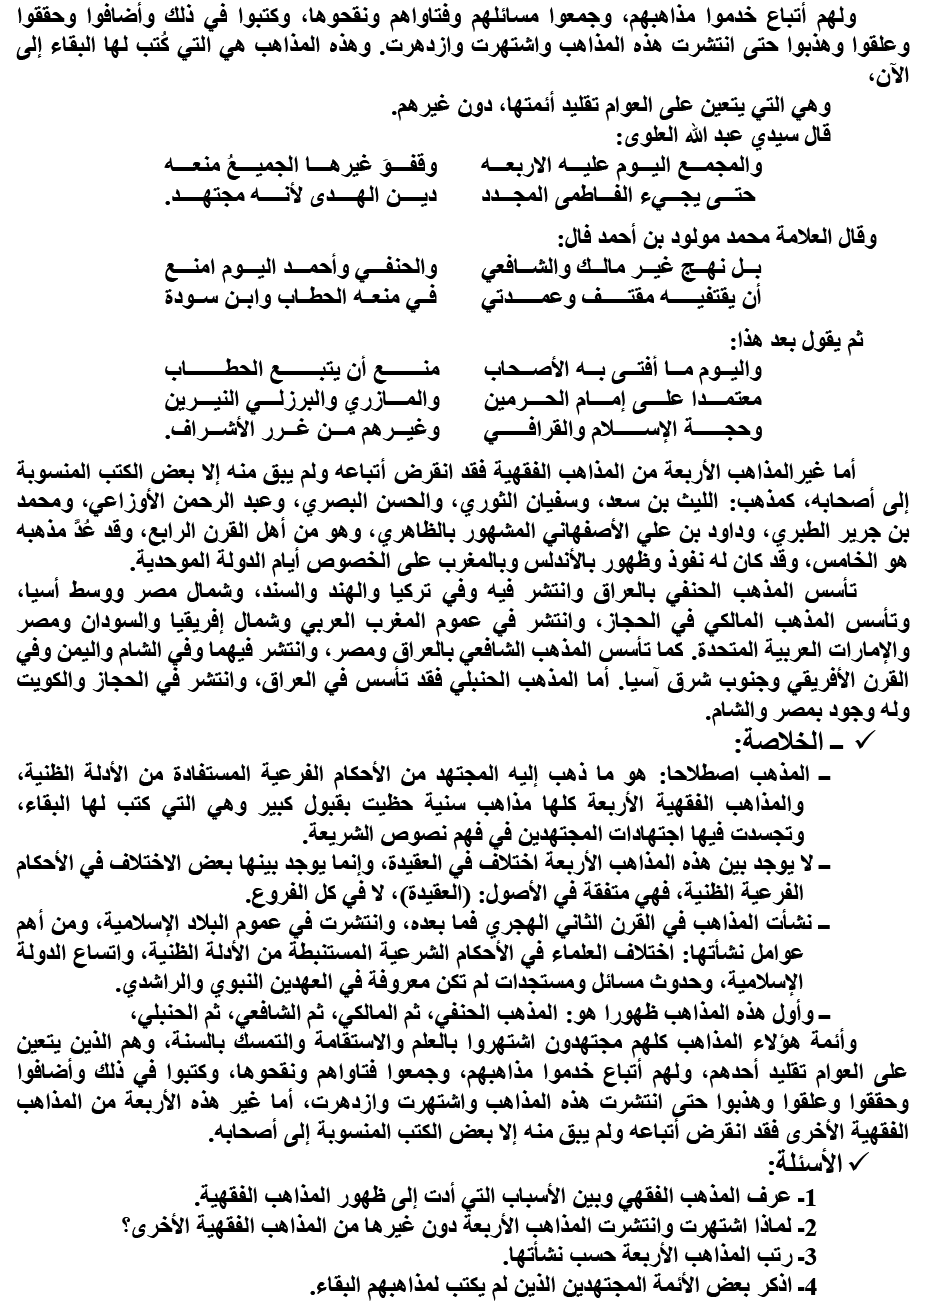 ولهم أتباع خدموا مذاهبهم، وجمعوا مسائلهم وفتاواهم ونقحوها، وكتبوا في ذلك وأضافوا وحققوا
وعلقوا وهذبوا حتى انتشرت هذه المذاهب واشتهرت وازدهرت. وهذه المذاهب هي التي كُتب لها البقاء إلى
الآن،
وهي التي يتعين على العوام تقليد أئمتها، دون غيرهم.
قال سيدي عبد الله العلوى:
والمجمع اليوم عليه الاربعه وقفوَ غيرها الجميعُ منعه
حتى يجيء الفاطمى المجدد دين الهدى لأنه مجتهد.
وقال العلامة محمد مولود بن أحمد فال:
بل نهج غير مالك والشافعي والحنفي وأحمد اليوم امنع
أن يقتفيه مقتف وعمدتي في منعه الحطاب وابن سودة
ثم يقول بعد هذا:
واليوم ما أفتى به الأصحاب منع أن يتبع الحطاب
معتمدا على إمام الحرمين والمازري والبرزلي النيرين
وحجة الإسلام والقرافي وغيرهم من غرر الأشراف.
أما غيرالمذاهب الأربعة من المذاهب الفقهية فقد انقرض أتباعه ولم يبق منه إلا بعض الكتب المنسوبة
إلى أصحابه، كمذهب: الليث بن سعد، وسفيان الثوري، والحسن البصري، وعبد الرحمن الأوزاعي، ومحمد
بن جرير الطبري، وداود بن علي الأصفهاني المشهور بالظاهري، وهو من أهل القرن الرابع، وقد عُدَّ مذهبه
هو الخامس، وقد كان له نفوذ وظهور بالأندلس وبالمغرب على الخصوص أيام الدولة الموحدية.
تأسس المذهب الحنفي بالعراق وانتشر فيه وفي تركيا والهند والسند، وشمال مصر ووسط أسيا،
وتأسس المذهب المالكي في الحجاز، وانتشر في عموم المغرب العربي وشمال إفريقيا والسودان ومصر
والإمارات العربية المتحدة. كما تأسس المذهب الشافعي بالعراق ومصر، وانتشر فيهما وفي الشام واليمن وفي
القرن الأفريقي وجنوب شرق آسيا. أما المذهب الحنبلي فقد تأسس في العراق، وانتشر في الحجاز والكويت
وله وجود بمصر والشام.
✓ – الخلاصة:
– المذهب اصطلاحا: هو ما ذهب إليه المجتهد من الأحكام الفرعية المستفادة من الأدلة الظنية،
والمذاهب الفقهية الأربعة كلها مذاهب سنية حظيت بقبول كبير وهي التي كتب لها البقاء،
وتجسدت فيها اجتهادات المجتهدين في فهم نصوص الشريعة.
– لا يوجد بين هذه المذاهب الأربعة اختلاف في العقيدة، وإنما يوجد بينها بعض الاختلاف في الأحكام
الفرعية الظنية، فهي متفقة في الأصول: (العقيدة)، لا في كل الفروع.
– نشأت المذاهب في القرن الثاني الهجري فما بعده، وانتشرت في عموم البلاد الإسلامية، ومن أهم
عوامل نشأتها: اختلاف العلماء في الأحكام الشرعية المستنبطة من الأدلة الظنية، واتساع الدولة
الإسلامية، وحدوث مسائل ومستجدات لم تكن معروفة في العهدين النبوي والراشدي.
– وأول هذه المذاهب ظهورا هو: المذهب الحنفي، ثم المالكي، ثم الشافعي، ثم الحنبلي،
وأئمة هؤلاء المذاهب كلهم مجتهدون اشتهروا بالعلم والاستقامة والتمسك بالسنة، وهم الذين يتعين
على العوام تقليد أحدهم، ولهم أتباع خدموا مذاهبهم، وجمعوا فتاواهم ونقحوها، وكتبوا في ذلك وأضافوا
وحققوا وعلقوا وهذبوا حتى انتشرت هذه المذاهب واشتهرت وازدهرت، أما غير هذه الأربعة من المذاهب
الفقهية الأخرى فقد انقرض أتباعه ولم يبق منه إلا بعض الكتب المنسوبة إلى أصحابه.
✓ الأسئلة:
1- عرف المذهب الفقهي وبين الأسباب التي أدت إلى ظهور المذاهب الفقهية.
2- لماذا اشتهرت وانتشرت المذاهب الأربعة دون غيرها من المذاهب الفقهية الأخرى؟
3- رتب المذاهب الأربعة حسب نشأتها.
4- اذكر بعض الأئمة المجتهدين الذين لم يكتب لمذاهبهم البقاء.